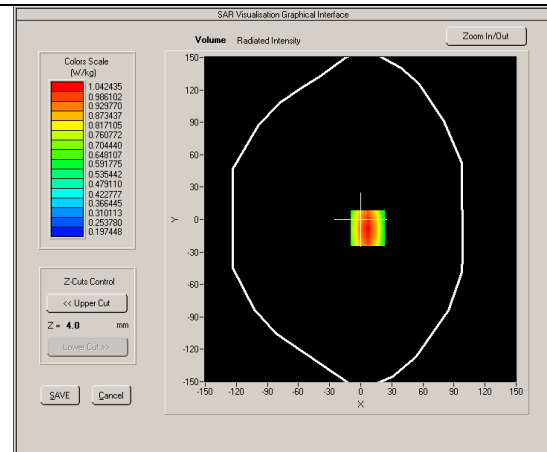 SAR Visualisation Graphical Interface
Volume Radiated Intensity
Zoom In/Out
Colors Scale
(W/kg)
1.042435
0.986102
0.929770
0.873437
0.817105
0.760772
0.704440
0.648107
0.591775
0.535442
0.479110
0.422777
0.366445
0.310113
0.253780
0.197448
Z-Cuts Control
<< Upper Cut
Z = 4.0 mm
Lower Cut >>
SAVE Cancel
150
120
90
60
30
0
-30
-60
-90
-120
-150
Y
-150 -120 -90 -60 -30 0 30 60 90 120 150
X